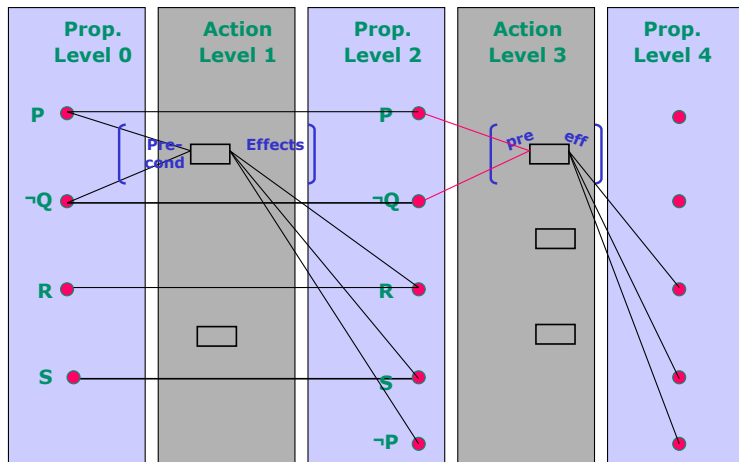 Prop.
Level 0
Action
Level 1
Prop.
Level 2
Action
Level 3
Prop.
Level 4
P
P
Pre-
cond
Effects
pre
eff
¬Q
¬Q
R
R
S
S
¬P